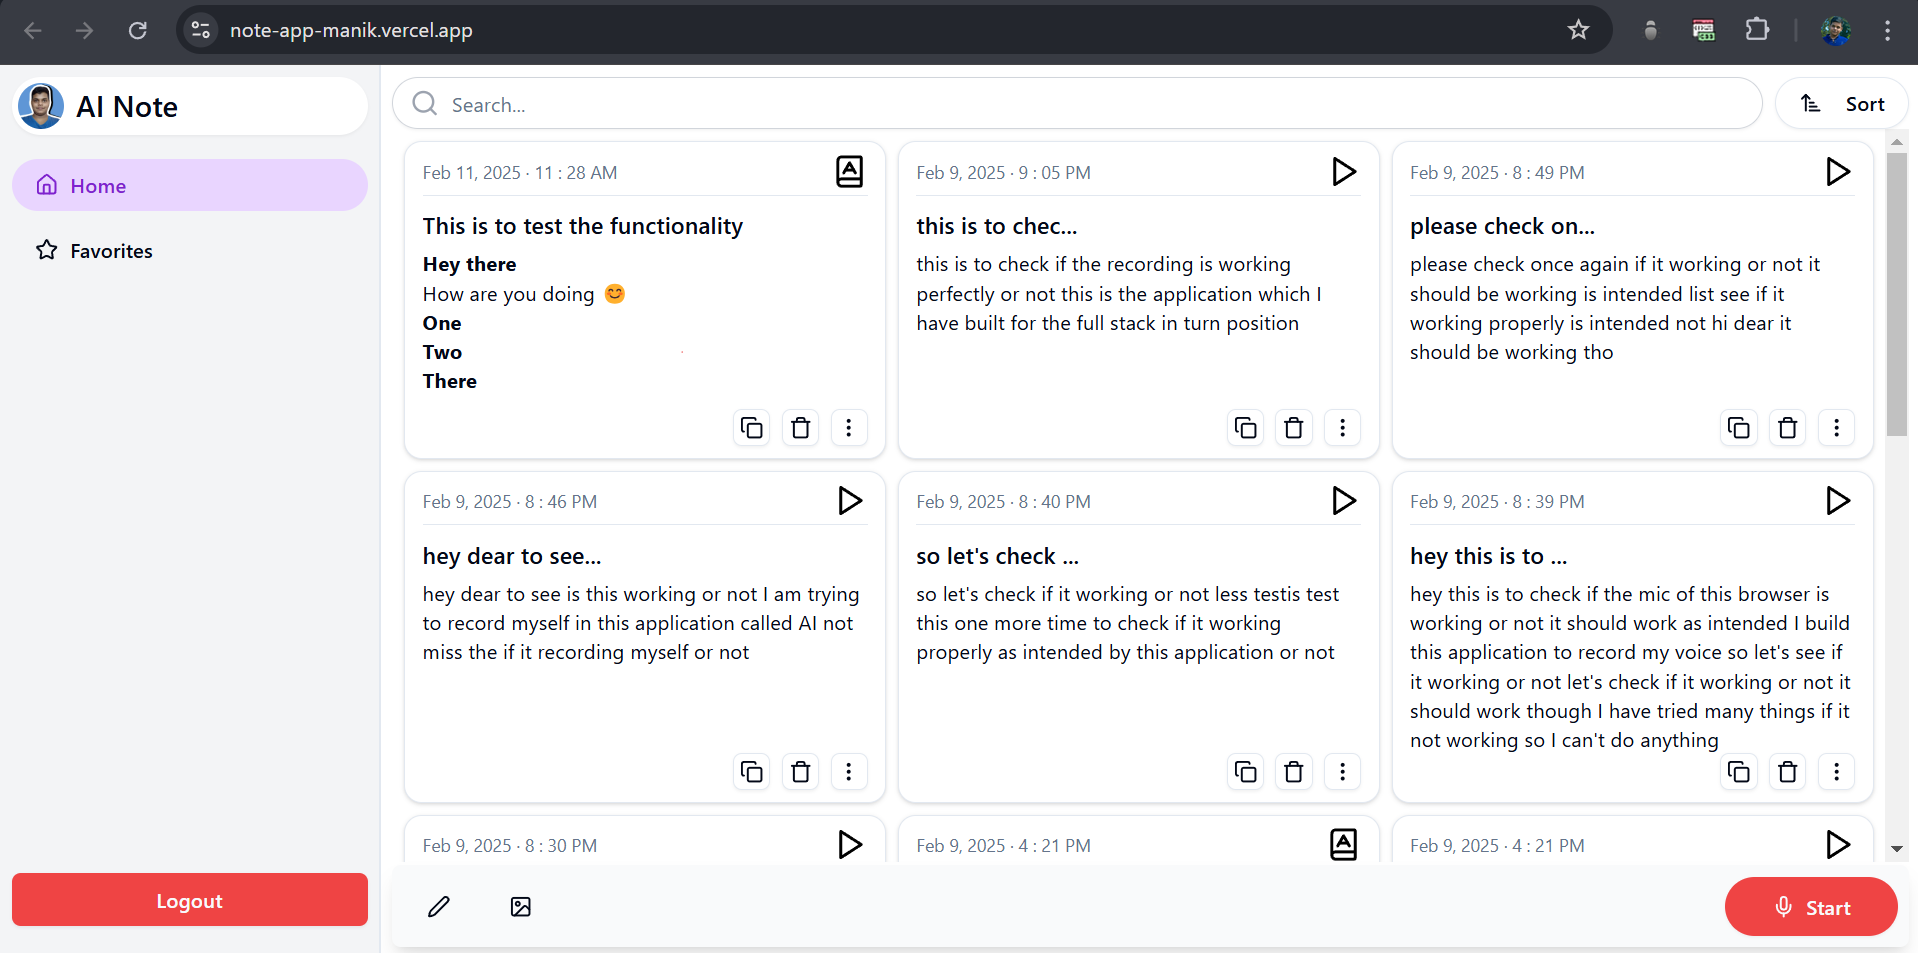 note-app-manik.vercel.app
AI Note
Home
Favorites
Logout
Search...
Sort
Feb 11, 2025 · 11 : 28 AM
This is to test the functionality
Hey there
How are you doing 😊
One
Two
There
Feb 9, 2025 · 9 : 05 PM
this is to chec...
this is to check if the recording is working
perfectly or not this is the application which I
have built for the full stack in turn position
Feb 9, 2025 · 8 : 49 PM
please check on...
please check once again if it working or not it
should be working is intended list see if it
working properly is intended not hi dear it
should be working tho
Feb 9, 2025 · 8 : 46 PM
hey dear to see...
hey dear to see is this working or not I am trying
to record myself in this application called AI not
miss the if it recording myself or not
Feb 9, 2025 · 8 : 40 PM
so let's check ...
so let's check if it working or not less testis test
this one more time to check if it working
properly as intended by this application or not
Feb 9, 2025 · 8 : 39 PM
hey this is to ...
hey this is to check if the mic of this browser is
working or not it should work as intended I build
this application to record my voice so let's see if
it working or not let's check if it working or not it
should work though I have tried many things if it
not working so I can't do anything
Feb 9, 2025 · 8 : 30 PM
Feb 9, 2025 · 4 : 21 PM
Feb 9, 2025 · 4 : 21 PM
Start